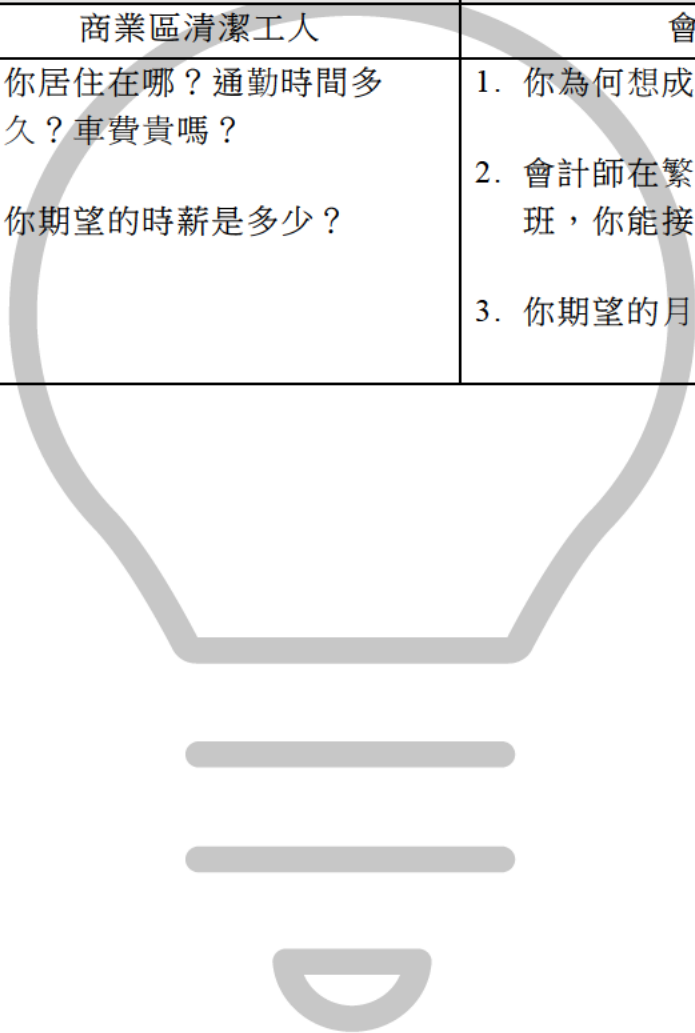 商業區清潔工人
會
你居住在哪？通勤時間多
久？車費貴嗎？
你期望的時薪是多少？
1. 你為何想成
2. 會計師在繁
班，你能接
3. 你期望的月